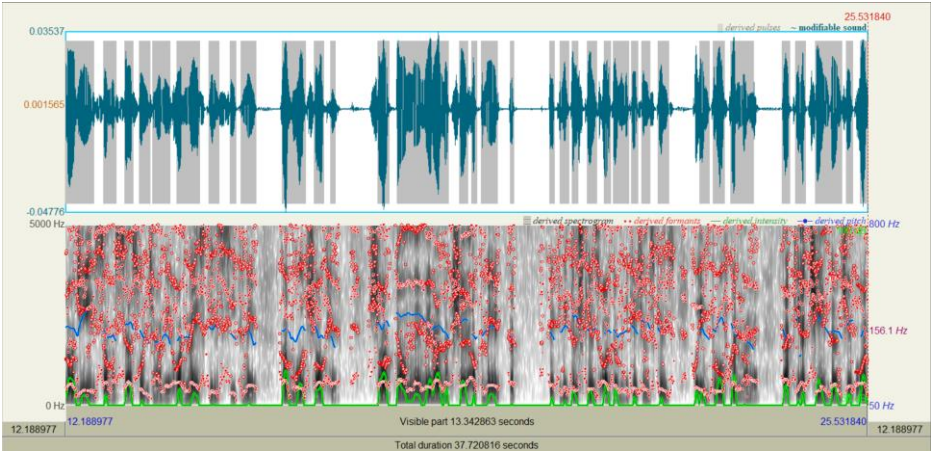 25.531840
derived pulses ~ modifiable sound
0.03537
0.001565
-0.04776
derived spectrogram derived formants derived intensity derived pitch
5000 Hz
800 Hz
156.1 Hz
0 Hz
50 Hz
12.188977 Visible part 13.342863 seconds 25.531840
12.188977 12.188977
Total duration 37.720816 seconds